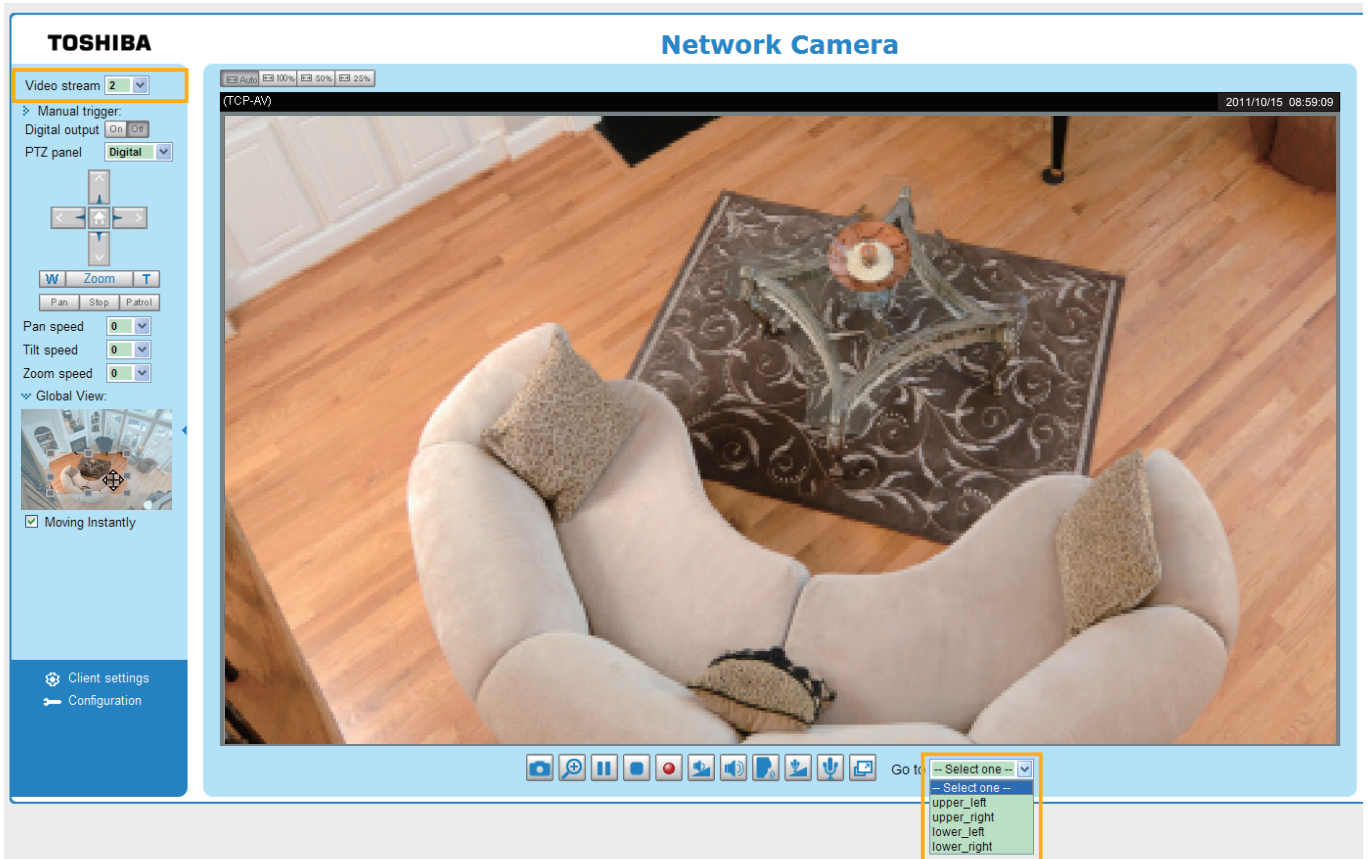 TOSHIBA
Network Camera
Video stream 2
Manual trigger:
Digital output On Off
PTZ panel Digital
W Zoom T
Pan Stop Patrol
Pan speed 0
Tilt speed 0
Zoom speed 0
Global View:
Moving Instantly
Client settings
Configuration
Auto 100% 50% 25%
(TCP-AV) 2011/10/15 08:59:09
Go to -- Select one --
-- Select one --
upper_left
upper_right
lower_left
lower_right